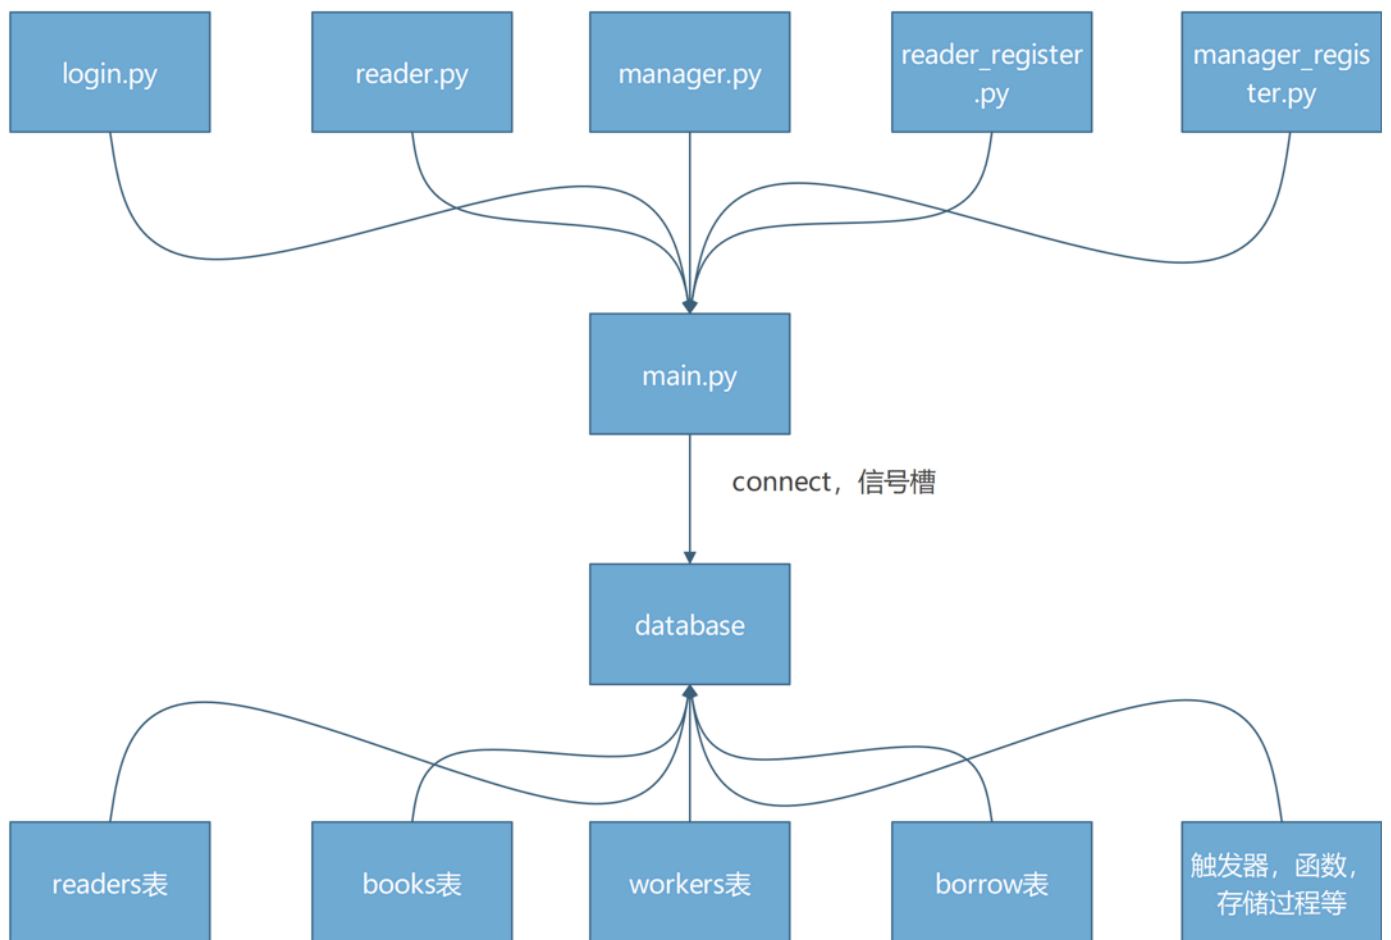 login.py
reader.py
manager.py
reader_register
.py
manager_regis
ter.py
main.py
connect，信号槽
database
readers表
books表
workers表
borrow表
触发器，函数，
存储过程等